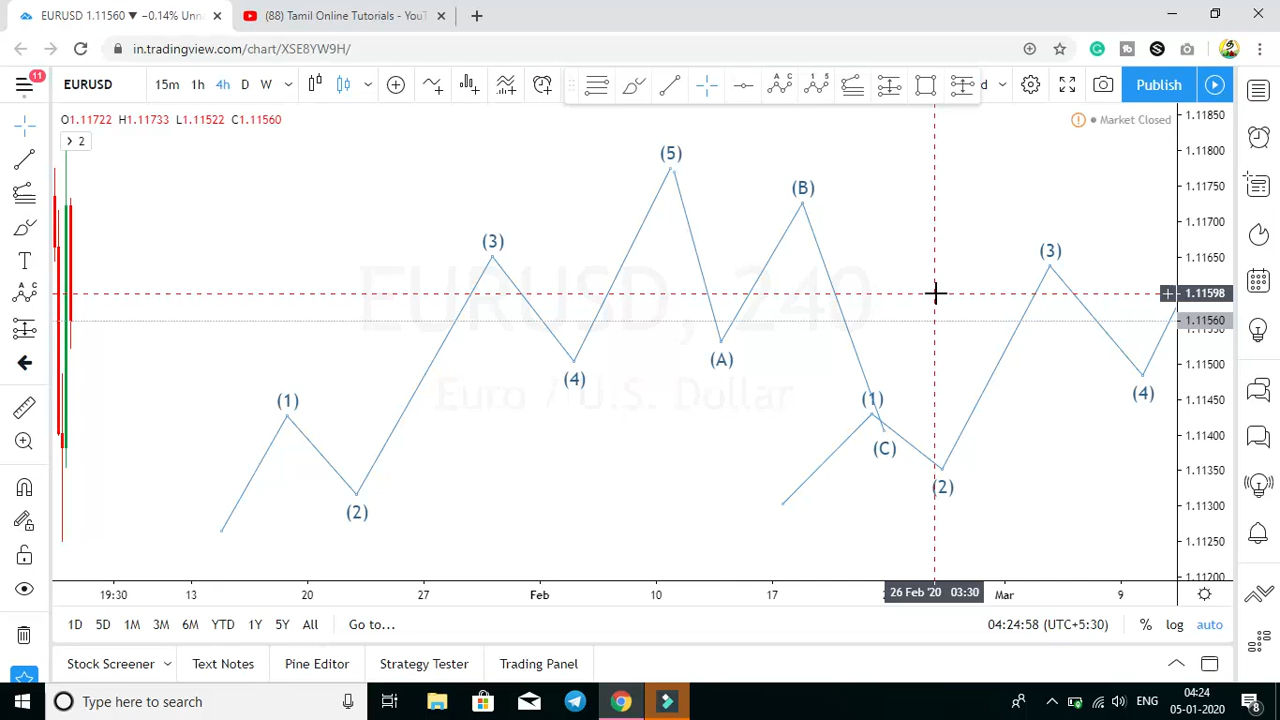 EURUSD 1.11560 ▼ −0.14% Unna
(88) Tamil Online Tutorials - YouT
in.tradingview.com/chart/XSE8YW9H/
11
EURUSD 15m 1h 4h D W
Publish
O1.11722 H1.11733 L1.11522 C1.11560
Market Closed
2
EURUSD, 240
Euro / U.S. Dollar
(1)
(2)
(3)
(4)
(5)
(A)
(B)
(C)
(1)
(2)
(3)
(4)
1.11850
1.11800
1.11750
1.11700
1.11650
1.11598
1.11560
1.11550
1.11500
1.11450
1.11400
1.11350
1.11300
1.11250
1.11200
19:30 13 20 27 Feb 10 17 26 Feb '20 03:30 Mar 9
1D 5D 1M 3M 6M YTD 1Y 5Y All Go to... 04:24:58 (UTC+5:30) % log auto
Stock Screener Text Notes Pine Editor Strategy Tester Trading Panel
Type here to search
ENG
04:24
05-01-2020
8